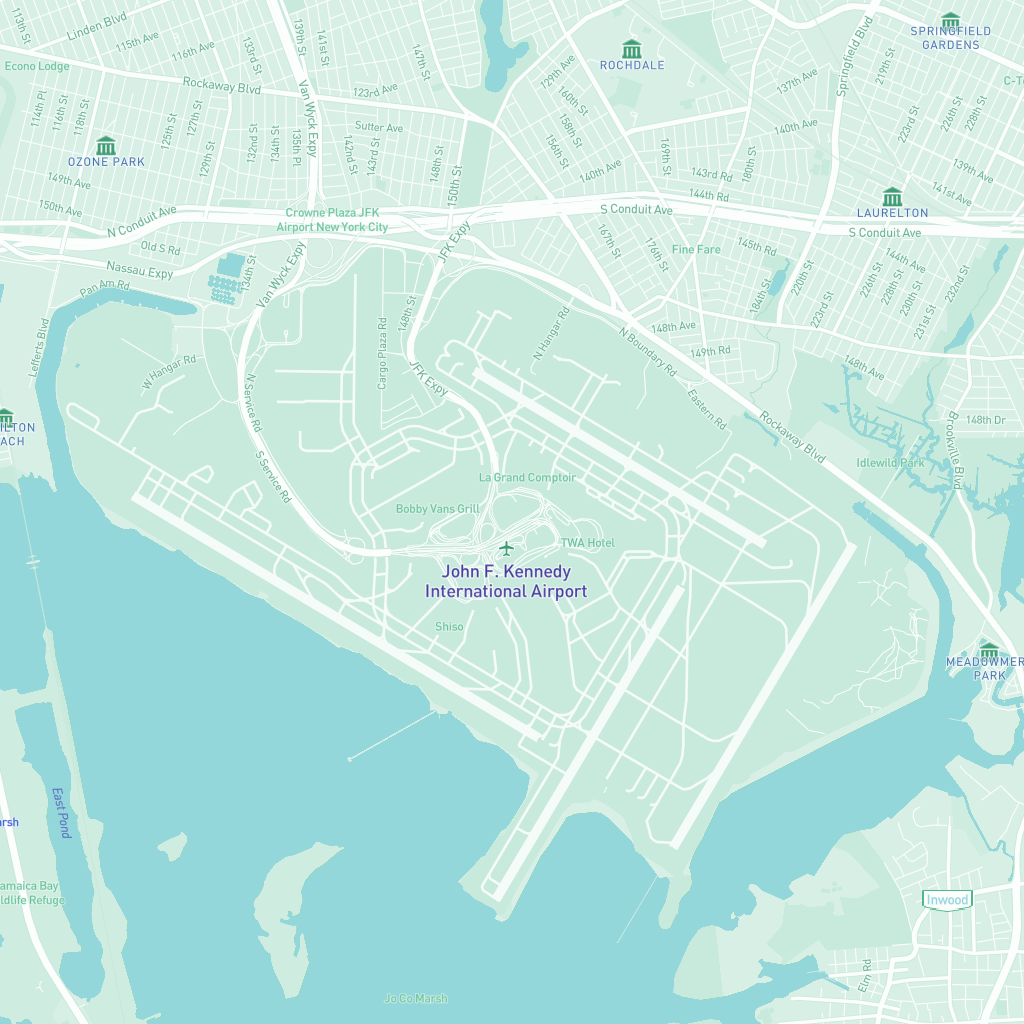 Linden Blvd
113th St
115th Ave
116th Ave
133rd St
139th St
141st St
147th St
SPRINGFIELD
GARDENS
ROCHDALE
Springfield Blvd
219th St
Econo Lodge
Rockaway Blvd
123rd Ave
129th Ave
160th St
137th Ave
114th Pl
116th St
118th St
125th St
127th St
129th St
132nd St
134th St
135th Pl
Van Wyck Expy
Sutter Ave
142nd St
143rd St
148th St
150th St
156th St
158th St
140th Ave
140th Ave
169th St
180th St
143rd Rd
144th Rd
223rd St
226th St
228th St
139th Ave
141st Ave
OZONE PARK
149th Ave
150th Ave
N Conduit Ave
Crowne Plaza JFK
Airport New York City
S Conduit Ave
LAURELTON
S Conduit Ave
Old S Rd
Nassau Expy
Pan Am Rd
134th St
Van Wyck Expy
JFK Expy
167th St
176th St
Fine Fare
145th Rd
184th St
220th St
223rd St
144th Ave
226th St
228th St
230th St
231st St
232nd St
Lefferts Blvd
W Hangar Rd
N Service Rd
Cargo Plaza Rd
148th St
JFK Expy
N Hangar Rd
N Boundary Rd
148th Ave
149th Rd
148th Ave
Eastern Rd
Rockaway Blvd
Brookville Blvd
148th Dr
Idlewild Park
S Service Rd
La Grand Comptoir
Bobby Vans Grill
TWA Hotel
John F. Kennedy
International Airport
Shiso
PARK
East Pond
Inwood
Elm Rd
Jo Co Marsh